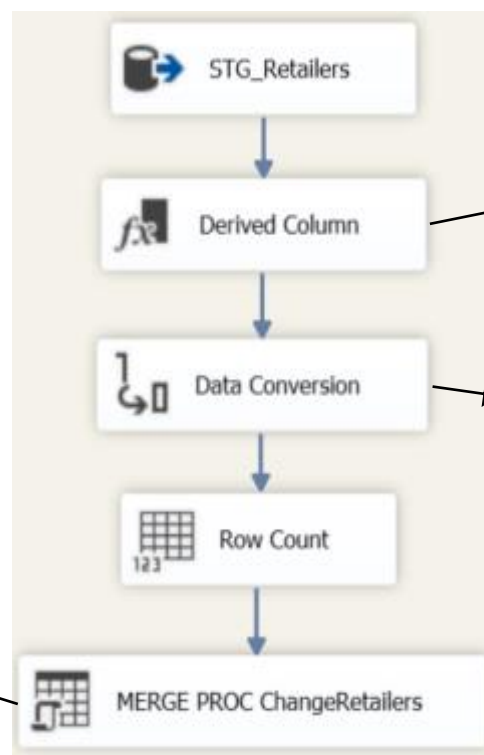 STG_Retailers
Derived Column
Data Conversion
Row Count
123
MERGE PROC ChangeRetailers